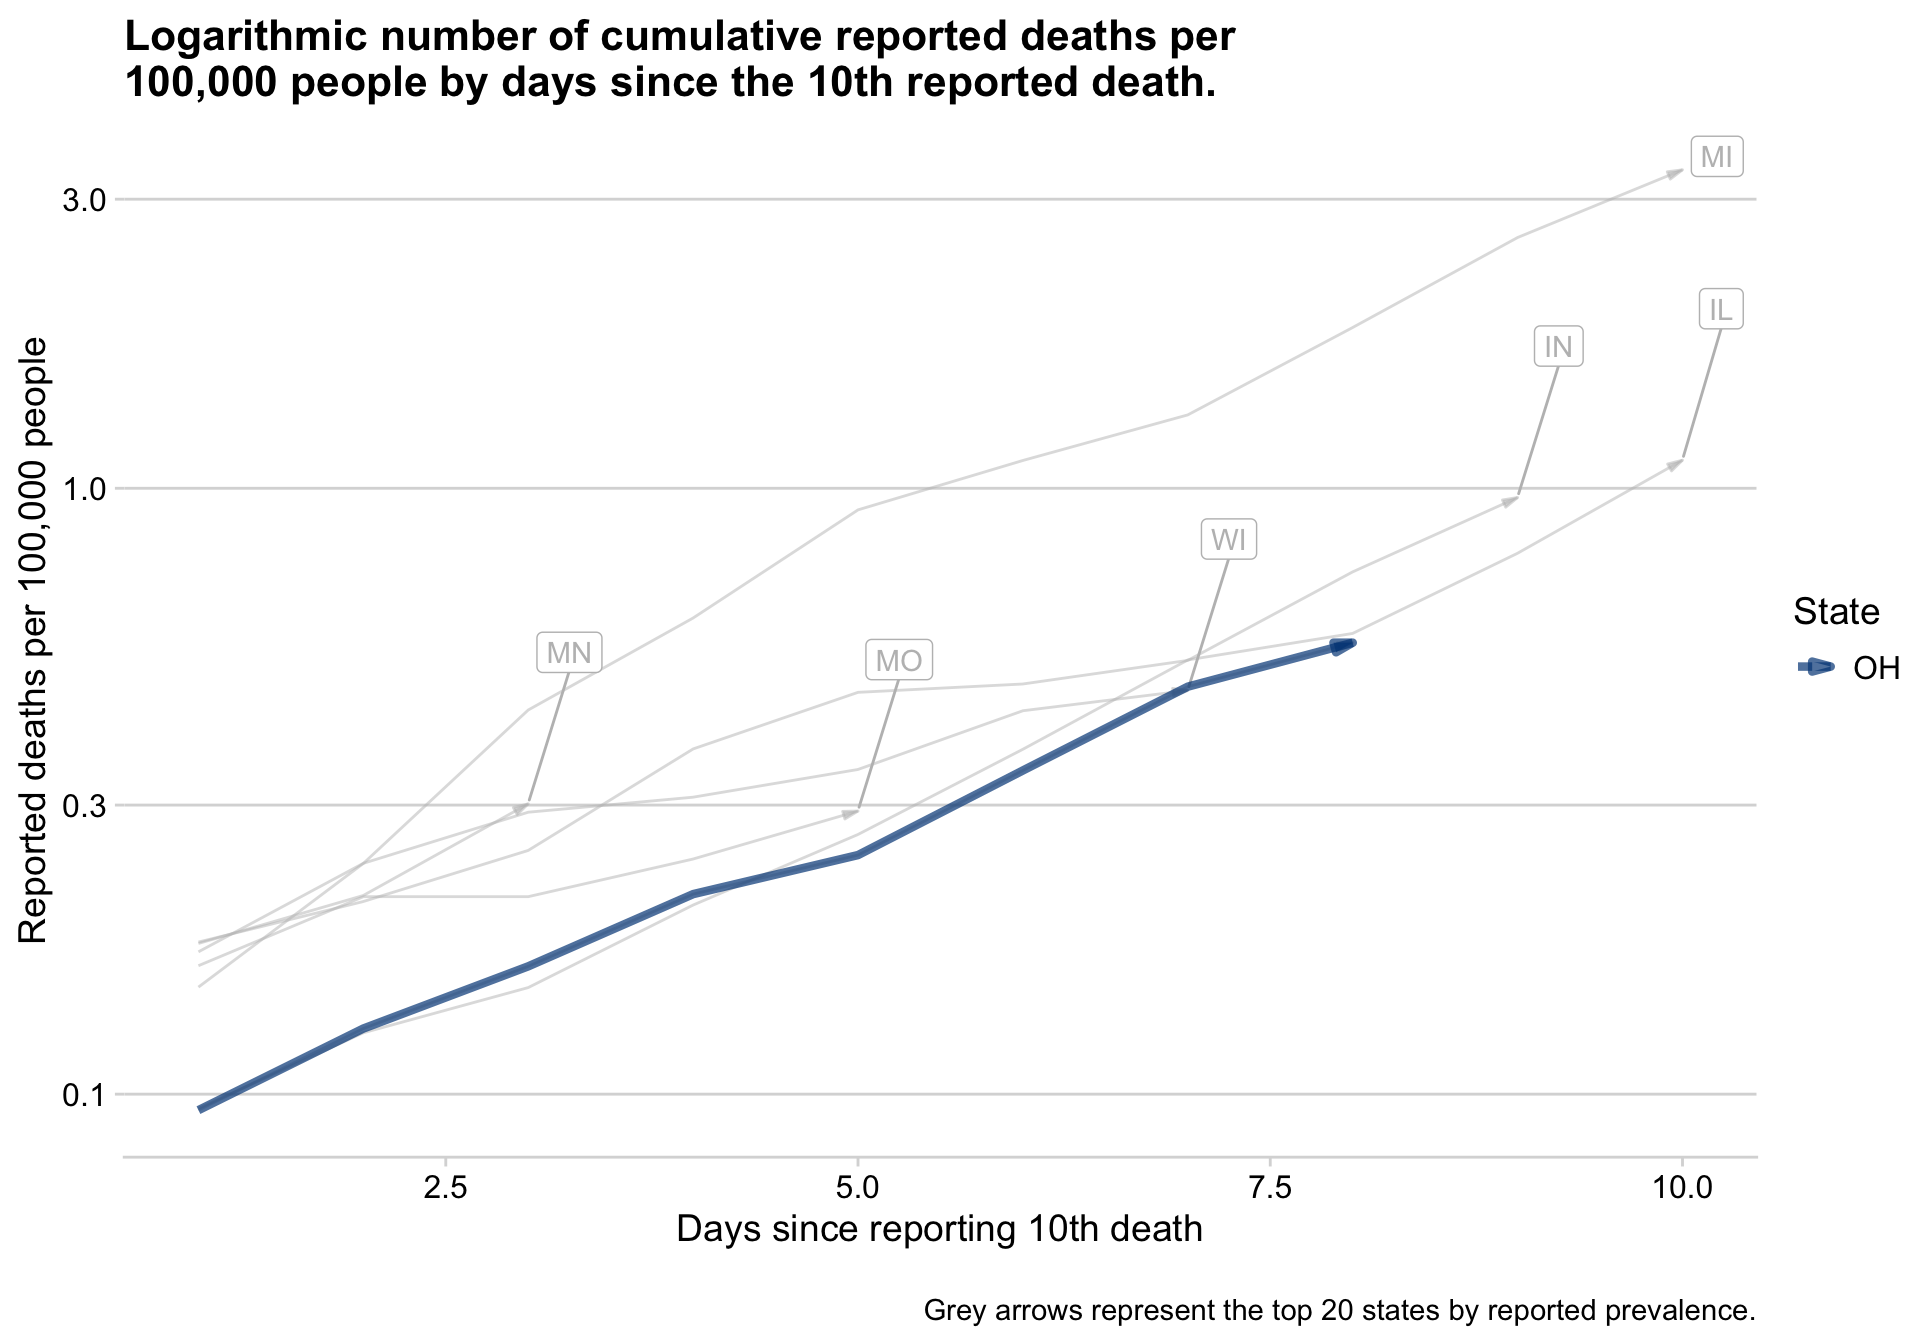 Logarithmic number of cumulative reported deaths per
100,000 people by days since the 10th reported death.
MI
3.0
IL
IN
1.0
WI
MN
MO
0.3
0.1
Reported deaths per 100,000 people
State
OH
2.5
5.0
7.5
10.0
Days since reporting 10th death
Grey arrows represent the top 20 states by reported prevalence.